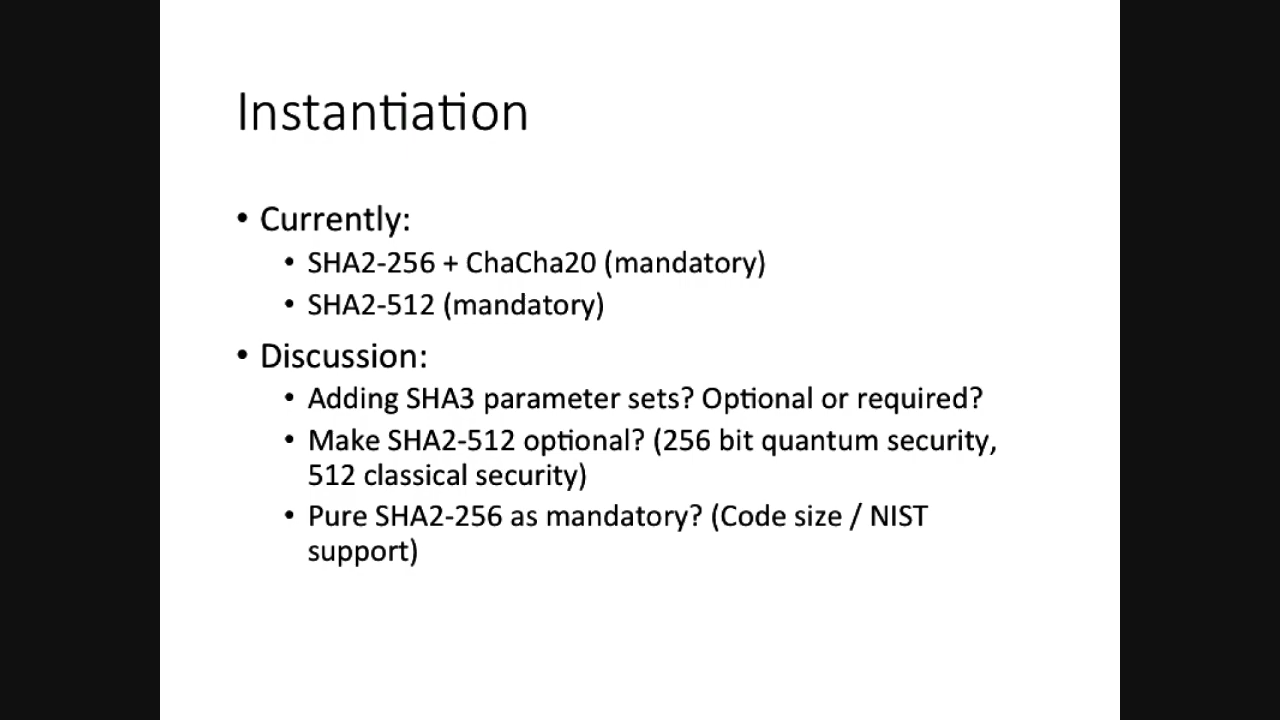 Instantiation
• Currently:
• SHA2-256 + ChaCha20 (mandatory)
• SHA2-512 (mandatory)
• Discussion:
• Adding SHA3 parameter sets? Optional or required?
• Make SHA2-512 optional? (256 bit quantum security,
512 classical security)
• Pure SHA2-256 as mandatory? (Code size / NIST
support)